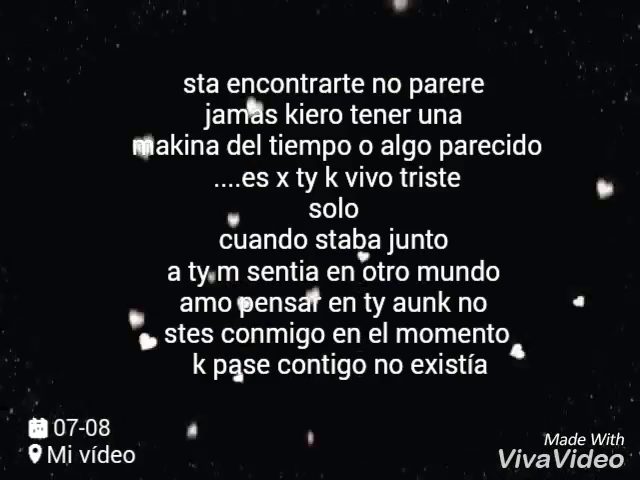 sta encontrarte no parere
jamas kiero tener una
makina del tiempo o algo parecido
....es x ty k vivo triste
solo
cuando staba junto
a ty m sentia en otro mundo
amo pensar en ty aunk no
stes conmigo en el momento
k pase contigo no existía
07-08
Mi vídeo
Made With
VivaVideo